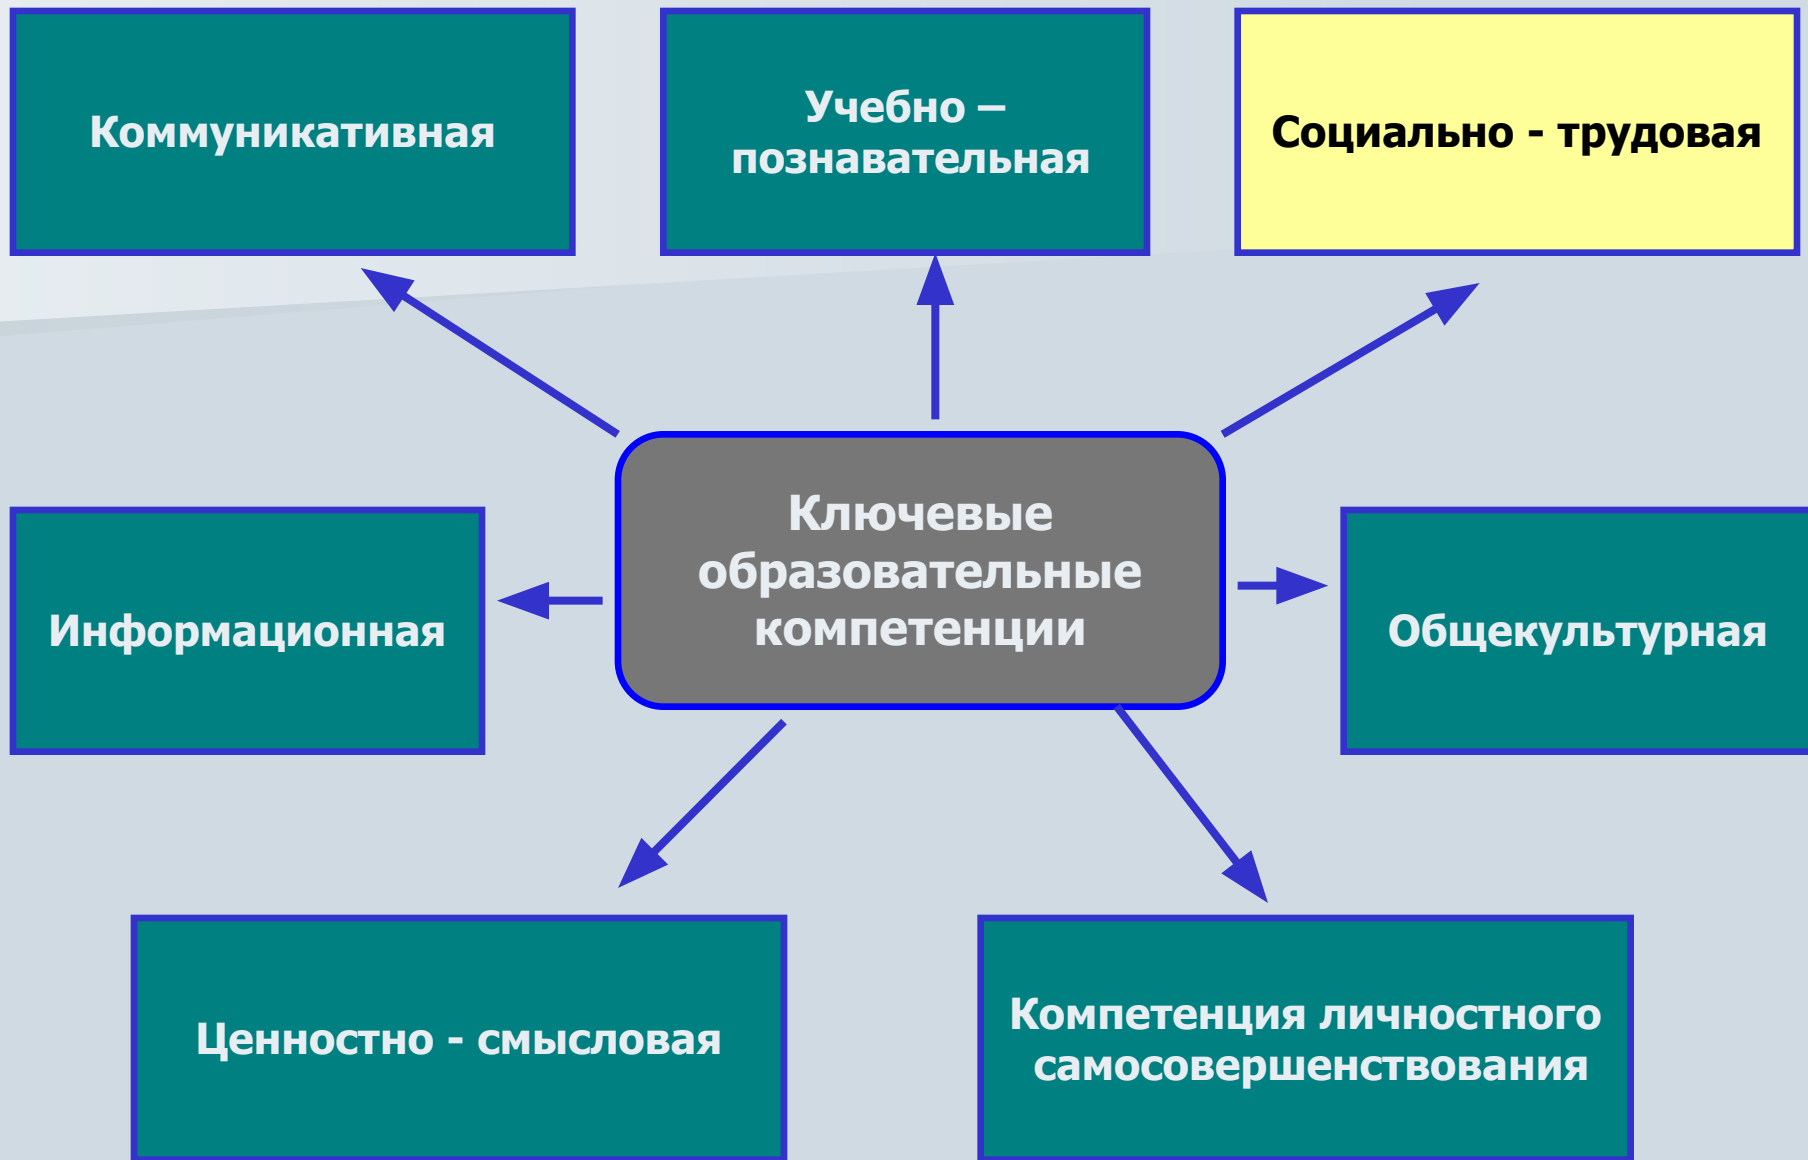 Коммуникативная
Учебно –
познавательная
Социально - трудовая
Ключевые
образовательные
компетенции
Информационная
Общекультурная
Ценностно - смысловая
Компетенция личностного
самосовершенствования